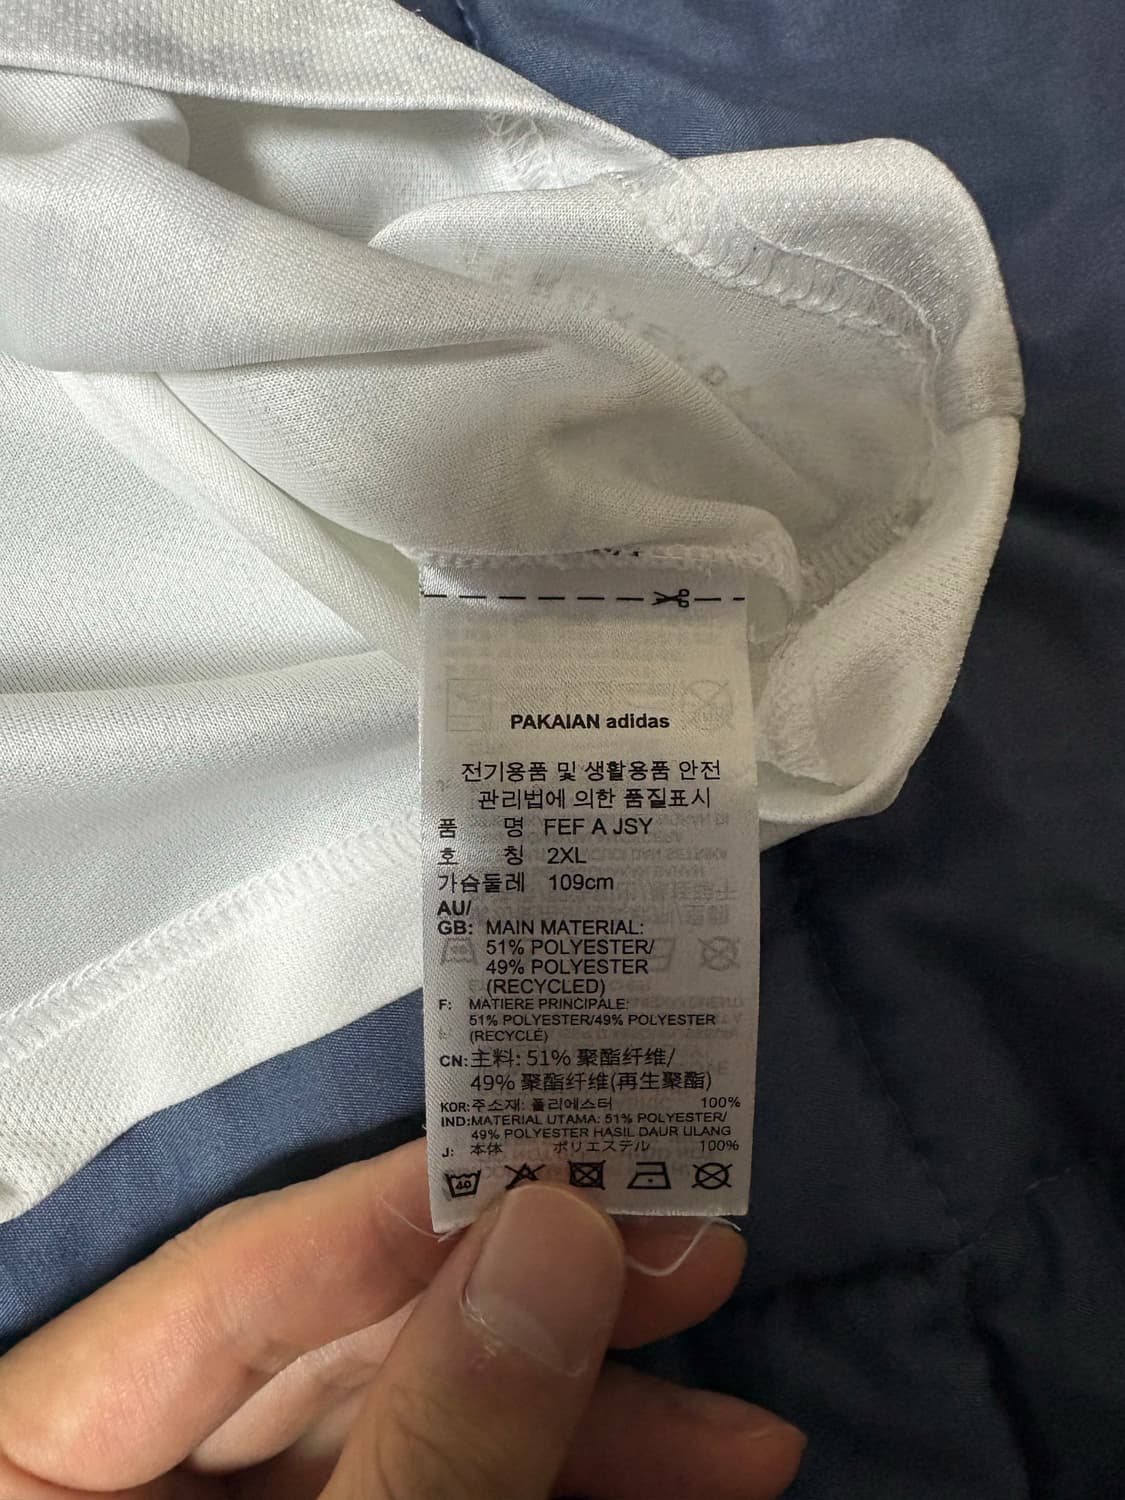 PAKAIAN adidas
전기용품 및 생활용품 안전
관리법에 의한 품질표시
품 명 FEF A JSY
호 칭 2XL
가슴둘레 109cm
AU/
GB: MAIN MATERIAL:
51% POLYESTER/
49% POLYESTER
(RECYCLED)
F: MATIERE PRINCIPALE:
51% POLYESTER/49% POLYESTER
(RECYCLÉ)
CN: 主料: 51% 聚酯纤维/
49% 聚酯纤维(再生聚酯)
KOR: 주소재: 폴리에스터 100%
IND: MATERIAL UTAMA: 51% POLYESTER/
49% POLYESTER HASIL DAUR ULANG
J: 本体 ポリエステル 100%
40